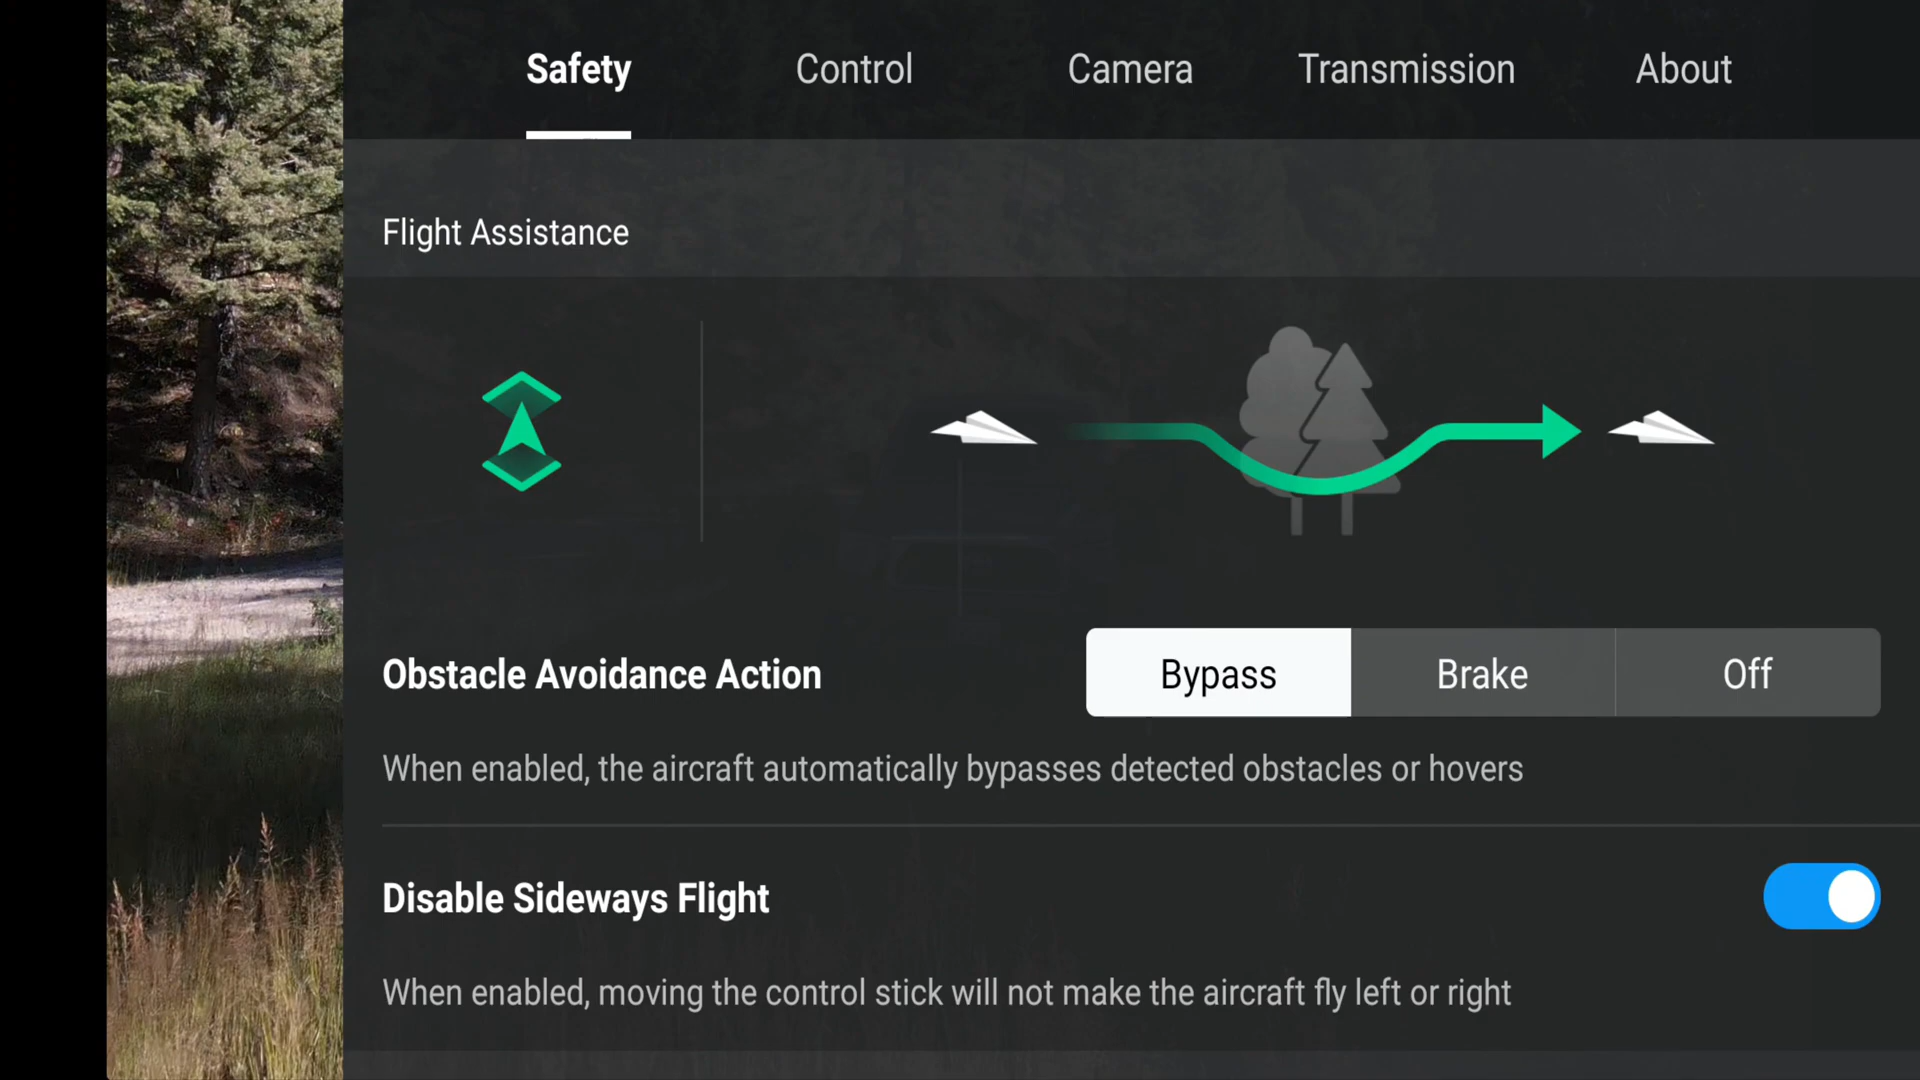 Safety Control Camera Transmission About
Flight Assistance
Obstacle Avoidance Action Bypass Brake Off
When enabled, the aircraft automatically bypasses detected obstacles or hovers
Disable Sideways Flight
When enabled, moving the control stick will not make the aircraft fly left or right